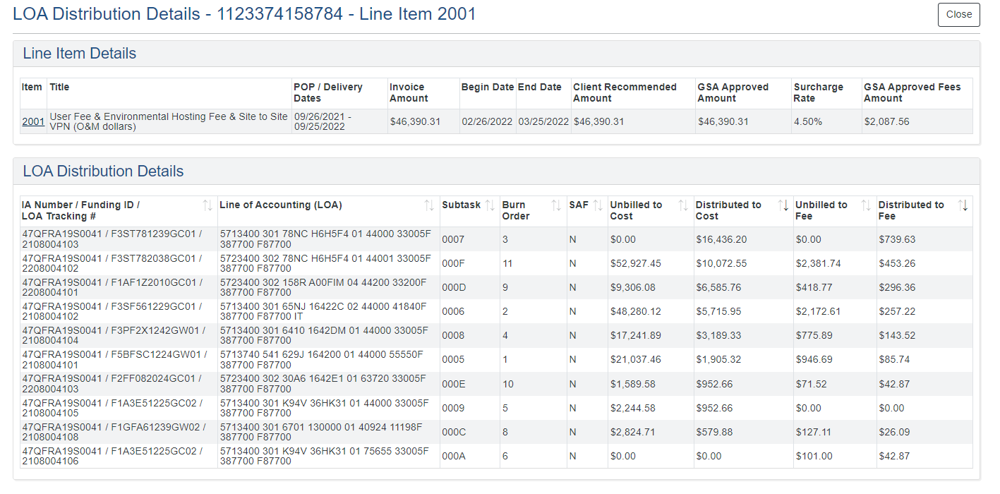 LOA Distribution Details - 1123374158784 - Line Item 2001
Close
Line Item Details
Item Title POP / Delivery Dates Invoice Amount Begin Date End Date Client Recommended Amount GSA Approved Amount Surcharge Rate GSA Approved Fees Amount
2001 User Fee & Environmental Hosting Fee & Site to Site VPN (O&M dollars) 09/26/2021 - 09/25/2022 $46,390.31 02/26/2022 03/25/2022 $46,390.31 $46,390.31 4.50% $2,087.56
LOA Distribution Details
IA Number / Funding ID / LOA Tracking # Line of Accounting (LOA) Subtask Burn Order SAF Unbilled to Cost Distributed to Cost Unbilled to Fee Distributed to Fee
47QFRA19S0041 / F3ST781239GC01 / 2108004103 5713400 301 78NC H6H5F4 01 44000 33005F 387700 F87700 0007 3 N $0.00 $16,436.20 $0.00 $739.63
47QFRA19S0041 / F3ST782038GC01 / 2208004102 5723400 302 78NC H6H5F4 01 44001 33005F 387700 F87700 000F 11 N $52,927.45 $10,072.55 $2,381.74 $453.26
47QFRA19S0041 / F1AF1Z2010GC01 / 2208004101 5723400 302 158R A00FIM 04 44200 33200F 387700 F87700 000D 9 N $9,306.08 $6,585.76 $418.77 $296.36
47QFRA19S0041 / F3SF561229GC01 / 2108004102 5713400 301 65NJ 16422C 02 44000 41840F 387700 F87700 IT 0006 2 N $48,280.12 $5,715.95 $2,172.61 $257.22
47QFRA19S0041 / F3PF2X1242GW01 / 2108004104 5713400 301 6410 1642DM 01 44000 33005F 387700 F87700 0008 4 N $17,241.89 $3,189.33 $775.89 $143.52
47QFRA19S0041 / F5BFSC1224GW01 / 2108004101 5713740 541 629J 164200 01 44000 55550F 387700 F87700 0005 1 N $21,037.46 $1,905.32 $946.69 $85.74
47QFRA19S0041 / F2FF082024GC01 / 2208004103 5723400 302 30A6 1642E1 01 63720 33005F 387700 F87700 000E 10 N $1,589.58 $952.66 $71.52 $42.87
47QFRA19S0041 / F1A3E51225GC02 / 2108004105 5713400 301 K94V 36HK31 01 44000 33005F 387700 F87700 0009 5 N $2,244.58 $952.66 $0.00 $0.00
47QFRA19S0041 / F1GFA61239GW02 / 2108004108 5713400 301 6701 130000 01 40924 11198F 387700 F87700 000C 8 N $2,824.71 $579.88 $127.11 $26.09
47QFRA19S0041 / F1A3E51225GC02 / 2108004106 5713400 301 K94V 36HK31 01 75655 33005F 387700 F87700 000A 6 N $0.00 $0.00 $101.00 $42.87